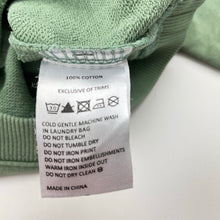 100% COTTON
EXCLUSIVE OF TRIMS
COLD GENTLE MACHINE WASH
IN LAUNDRY BAG
DO NOT BLEACH
DO NOT TUMBLE DRY
DO NOT IRON PRINT
DO NOT IRON EMBELLISHMENTS
WARM IRON INSIDE OUT
DO NOT DRY CLEAN
MADE IN CHINA